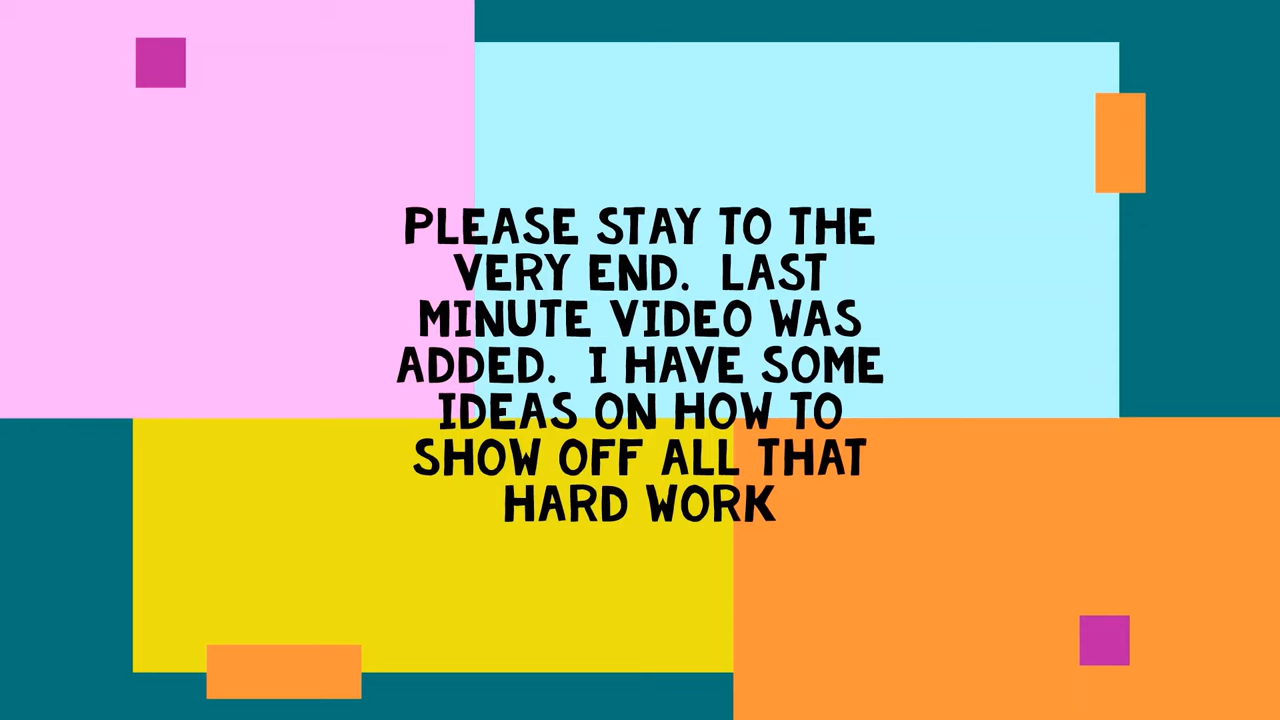 PLEASE STAY TO THE
VERY END.  LAST
MINUTE VIDEO WAS
ADDED.  I HAVE SOME
IDEAS ON HOW TO
SHOW OFF ALL THAT
HARD WORK